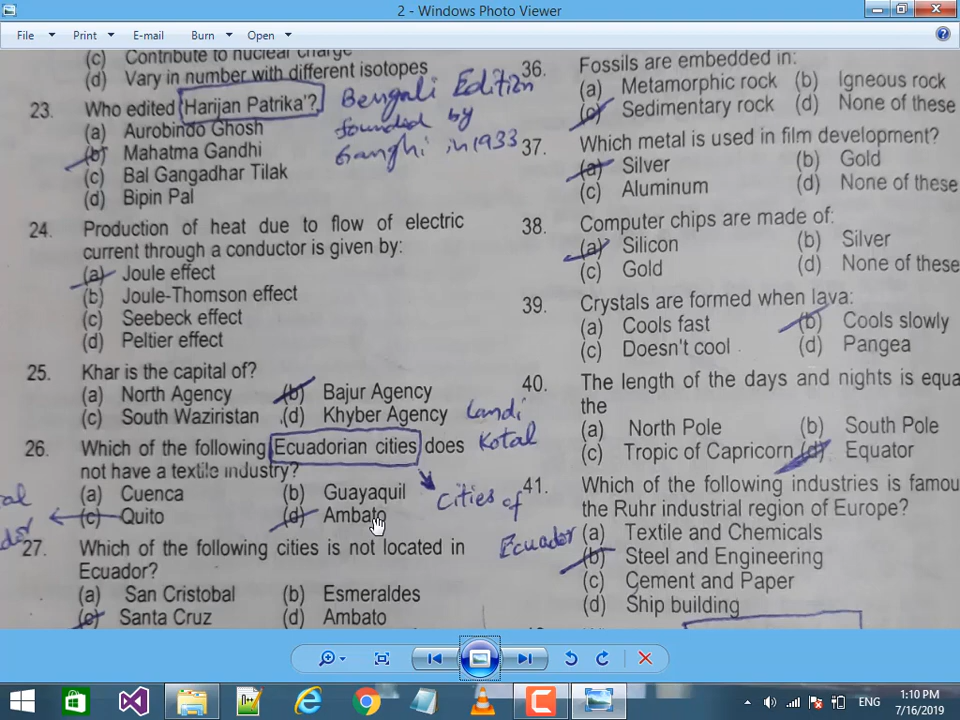 2 - Windows Photo Viewer
File Print E-mail Burn Open
(c) Contribute to nuclear charge
(d) Vary in number with different isotopes
23. Who edited Harijan Patrika'?
(a) Aurobindo Ghosh
(b) Mahatma Gandhi
(c) Bal Gangadhar Tilak
(d) Bipin Pal
Bengali Edition
founded by
Ganghi in 1933
24. Production of heat due to flow of electric
current through a conductor is given by:
(a) Joule effect
(b) Joule-Thomson effect
(c) Seebeck effect
(d) Peltier effect
25. Khar is the capital of?
(a) North Agency (b) Bajur Agency
(c) South Waziristan (d) Khyber Agency
Landi
Kotal
26. Which of the following Ecuadorian cities does
not have a textile industry?
(a) Cuenca (b) Guayaquil
(c) Quito (d) Ambato
Cities of
Ecuador
27. Which of the following cities is not located in
Ecuador?
(a) San Cristobal (b) Esmeraldes
(c) Santa Cruz (d) Ambato
36. Fossils are embedded in:
(a) Metamorphic rock (b) Igneous rock
(c) Sedimentary rock (d) None of these
37. Which metal is used in film development?
(a) Silver (b) Gold
(c) Aluminum (d) None of these
38. Computer chips are made of:
(a) Silicon (b) Silver
(c) Gold (d) None of these
39. Crystals are formed when lava:
(a) Cools fast (b) Cools slowly
(c) Doesn't cool (d) Pangea
40. The length of the days and nights is equa
the
(a) North Pole (b) South Pole
(c) Tropic of Capricorn (d) Equator
41. Which of the following industries is famou
the Ruhr industrial region of Europe?
(a) Textile and Chemicals
(b) Steel and Engineering
(c) Cement and Paper
(d) Ship building
ENG
1:10 PM
7/16/2019